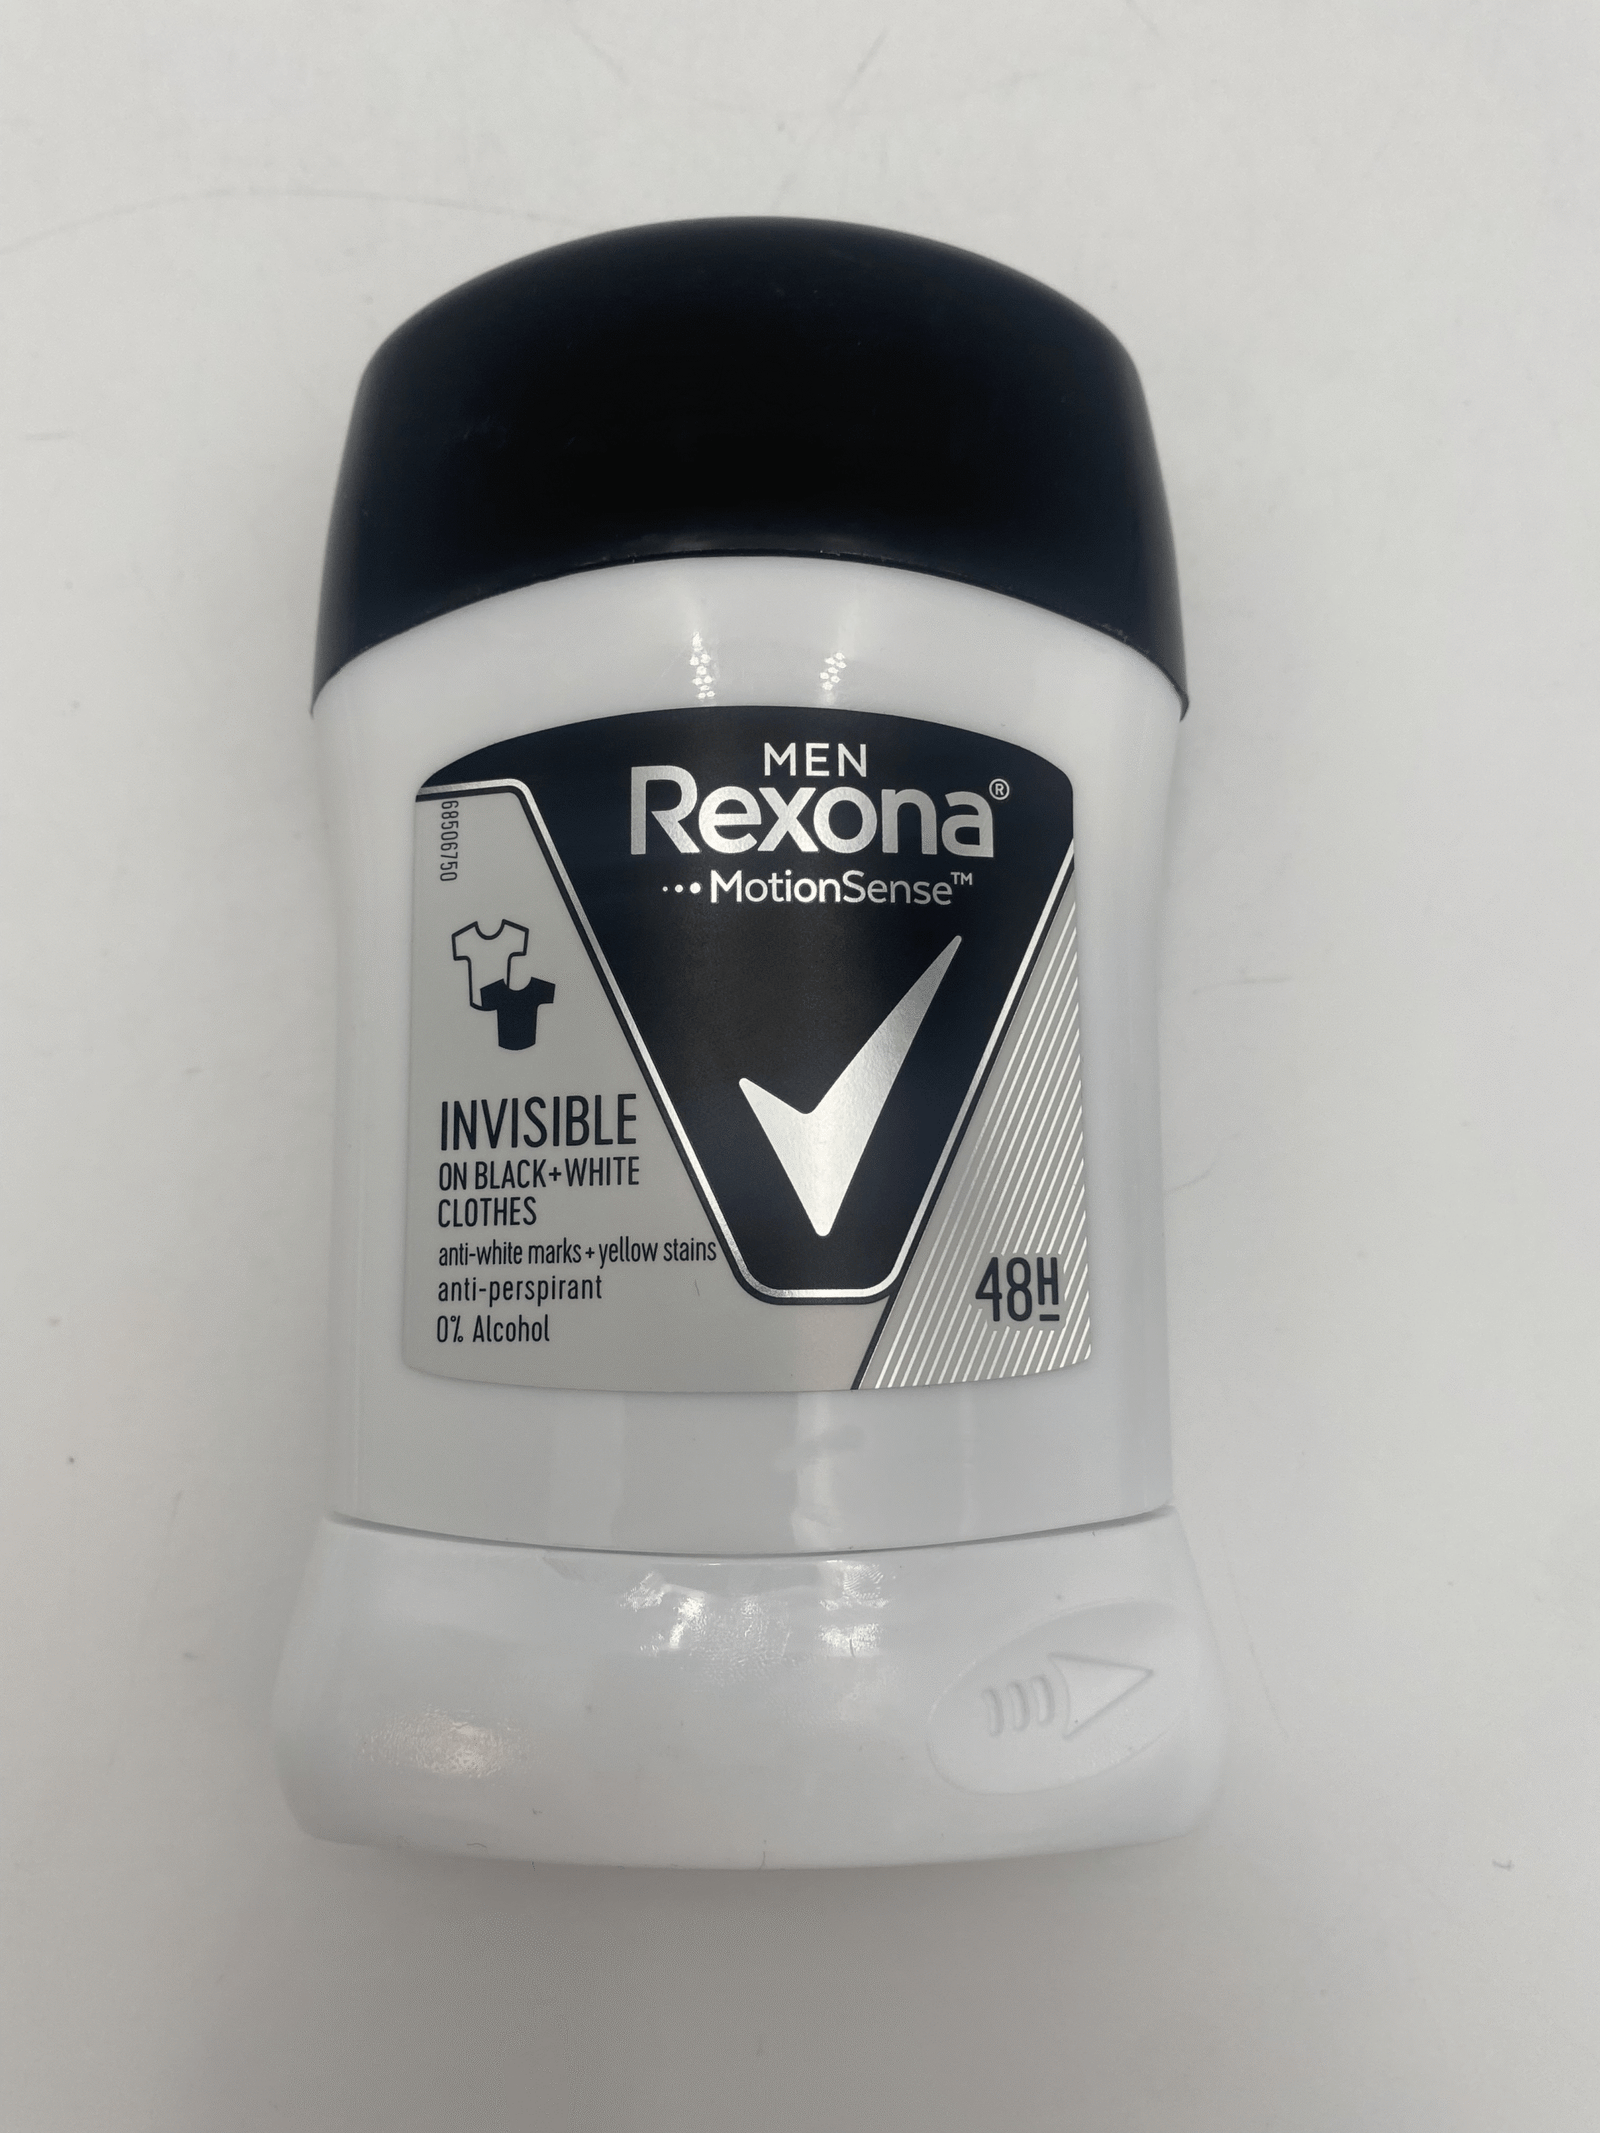 MEN
Rexona®
MotionSense™
68506750
INVISIBLE
ON BLACK+WHITE
CLOTHES
anti-white marks + yellow stains
anti-perspirant
0% Alcohol
48H